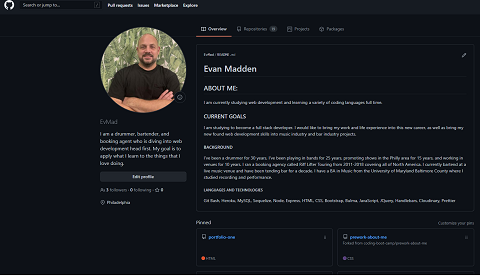 Search or jump to...
/
Pull requests Issues Marketplace Explore
Overview
Repositories 13
Projects
Packages
EvMad / README.md
Evan Madden
ABOUT ME:
I am currently studying web development and learning a variety of coding languages full time.
CURRENT GOALS
I am studying to become a full stack developer. I would like to bring my work and life experience into this new career, as well as bring my
new found web development skills into music industry and bar industry projects.
BACKGROUND
I've been a drummer for 30 years. I've been playing in bands for 25 years, promoting shows in the Philly area for 15 years, and working in
venues for 10 years. I ran a booking agency called Riff Lifter Touring from 2011-2018 covering all of North America. I currently bartend at a
live music venue and have been tending bar for a decade. I have a BA in Music from the University of Maryland Baltimore County where I
studied recording and performance.
LANGUAGES AND TECHNOLOGIES
Git Bash, Heroku, MySQL, Sequelize, Node, Express, HTML, CSS, Bootstrap, Bulma, JavaScript, JQuery, Handlebars, Cloudinary, Prettier
EvMad
I am a drummer, bartender, and
booking agent who is diving into web
development head first. My goal is to
apply what I learn to the things that I
love doing.
Edit profile
3 followers · 0 following · 0
Philadelphia
Pinned
Customize your pins
portfolio-one
HTML
prework-about-me
Forked from coding-boot-camp/prework-about-me
CSS